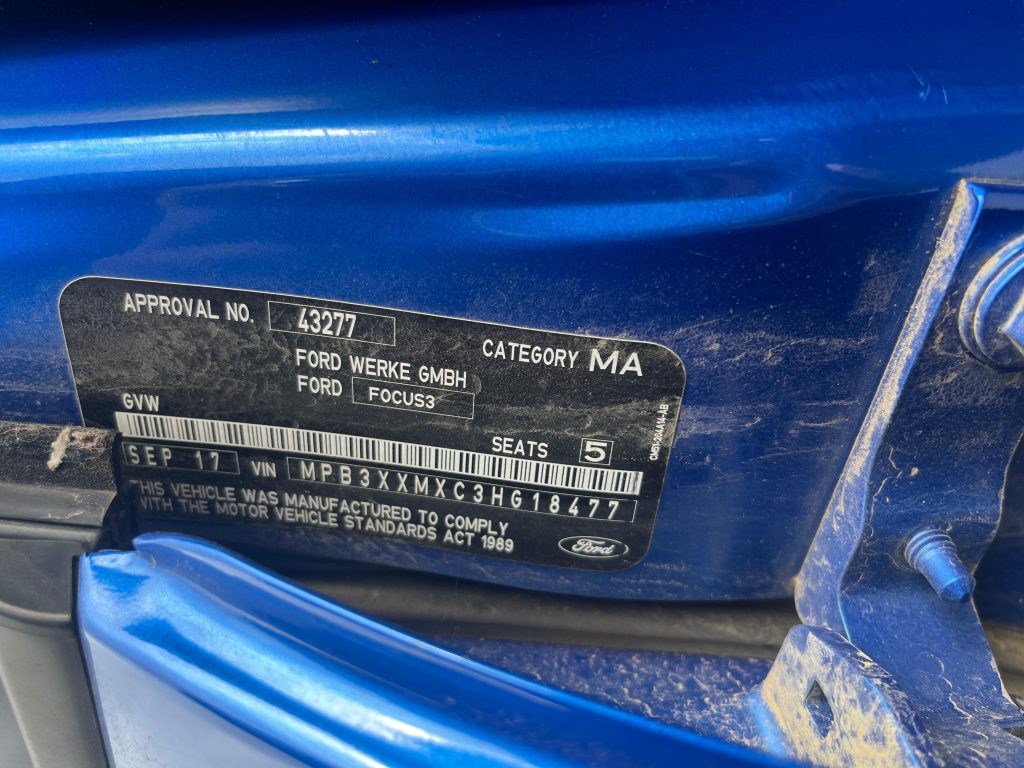 APPROVAL NO. 43277
CATEGORY MA
FORD WERKE GMBH
FORD FOCUS3
GVW
SEATS 5
SEP 17 VIN MPB3XXMXC3HG18477
THIS VEHICLE WAS MANUFACTURED TO COMPLY
WITH THE MOTOR VEHICLE STANDARDS ACT 1989
Ford